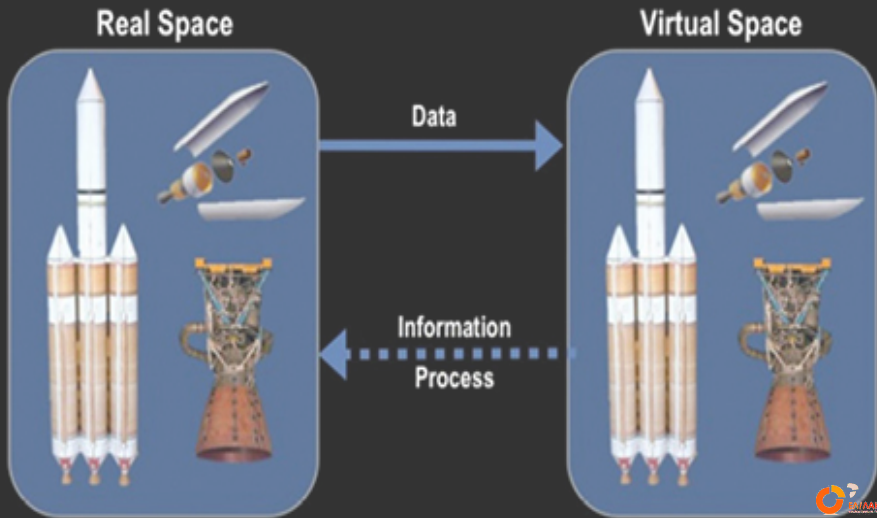 Real Space
Virtual Space
Data
Information
Process